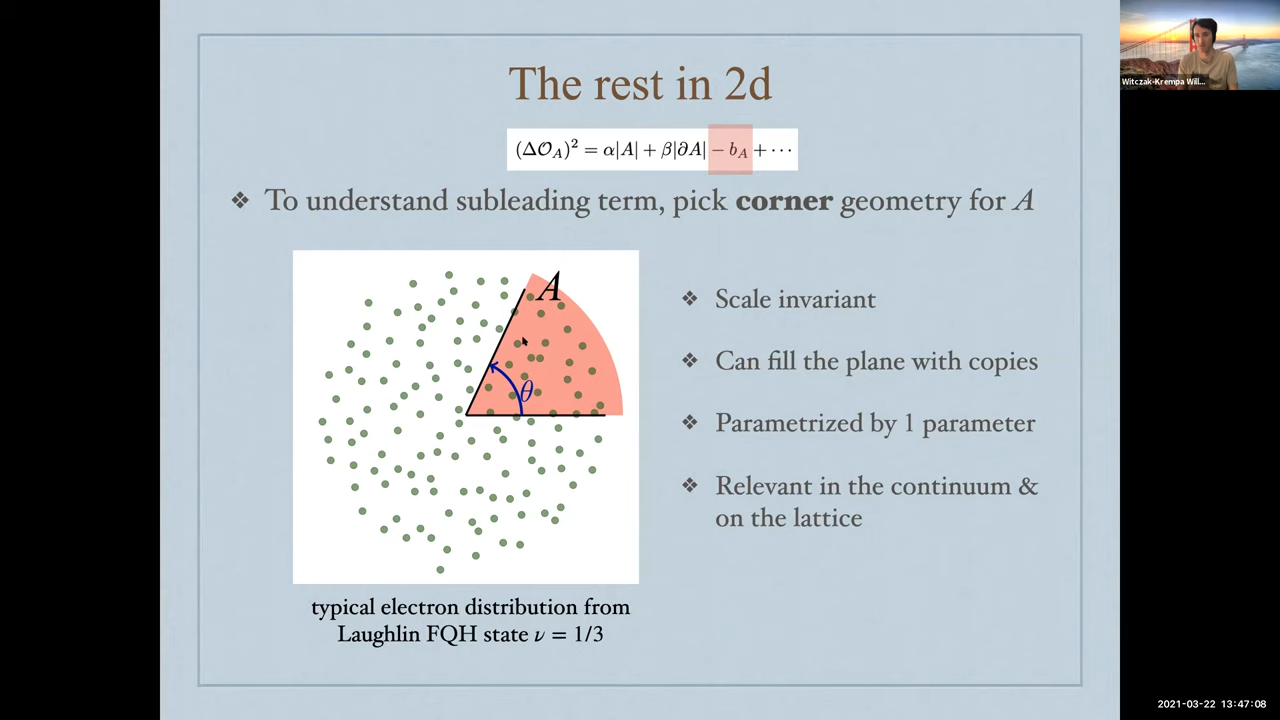 The rest in 2d
(Δ𝒪_A)² = α|A| + β|∂A| − b_A + ⋯
❖ To understand subleading term, pick corner geometry for A
A
θ
❖ Scale invariant
❖ Can fill the plane with copies
❖ Parametrized by 1 parameter
❖ Relevant in the continuum &
on the lattice
typical electron distribution from
Laughlin FQH state ν = 1/3
Witczak-Krempa Will...
2021-03-22 13:47:08